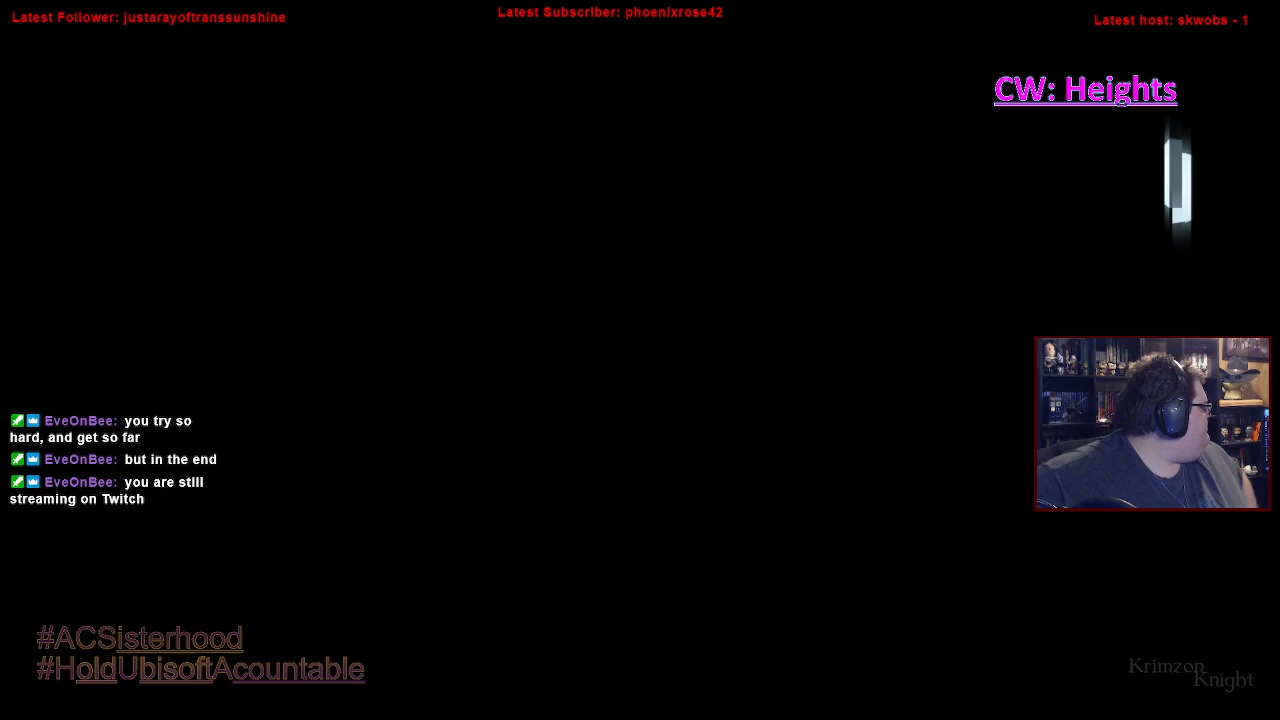 Latest Follower: justarayoftranssunshine
Latest Subscriber: phoenixrose42
Latest host: skwobs - 1
CW: Heights
EveOnBee: you try so
hard, and get so far
EveOnBee: but in the end
EveOnBee: you are still
streaming on Twitch
#ACSisterhood
#HoldUbisoftAcountable
Krimzon
Knight